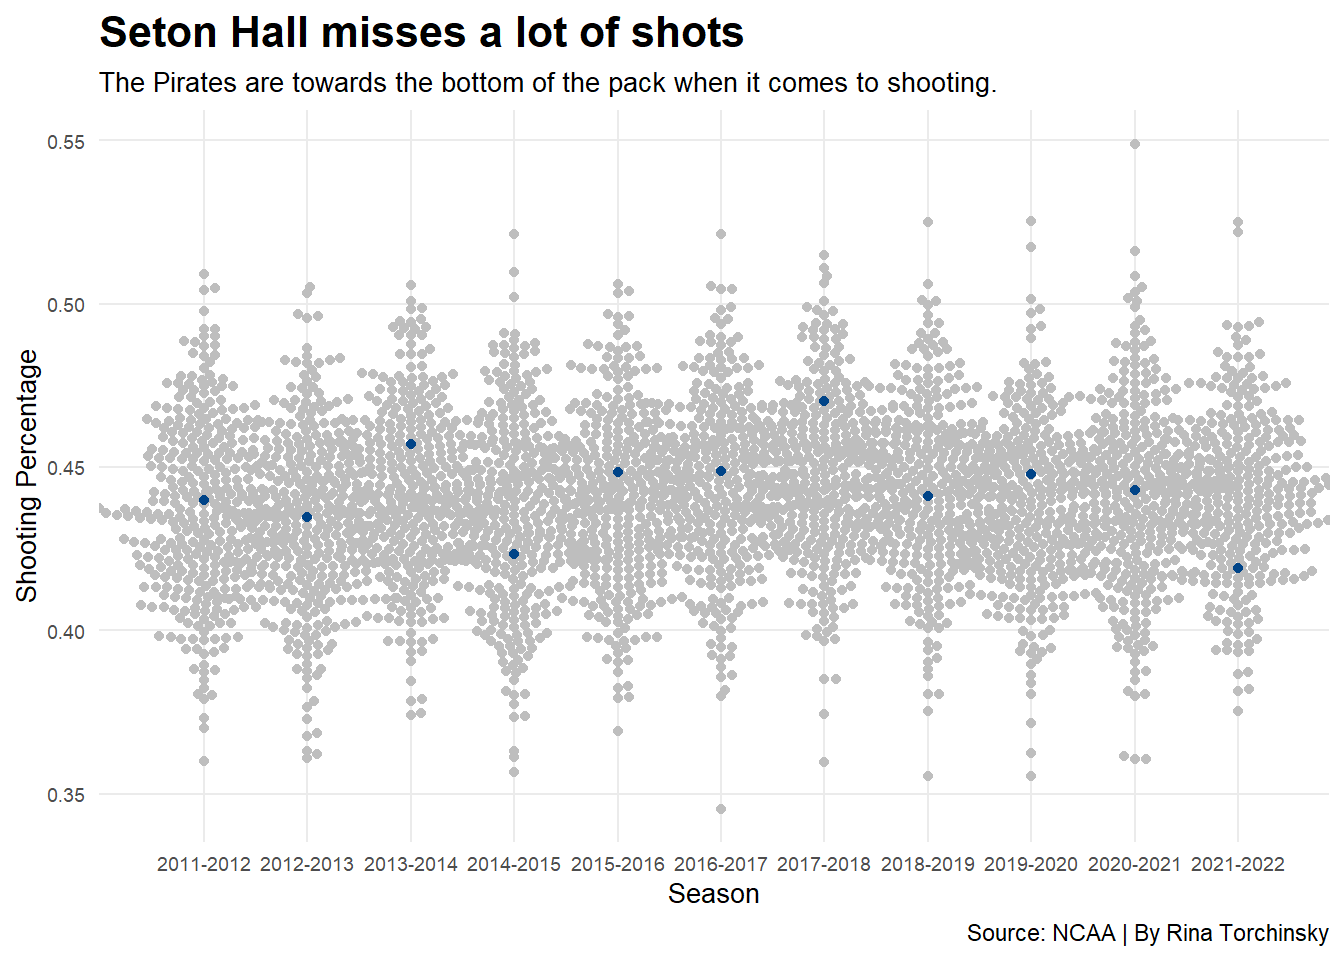 Seton Hall misses a lot of shots
The Pirates are towards the bottom of the pack when it comes to shooting.
0.55
0.50
0.45
0.40
0.35
Shooting Percentage
2011-2012 2012-2013 2013-2014 2014-2015 2015-2016 2016-2017 2017-2018 2018-2019 2019-2020 2020-2021 2021-2022
Season
Source: NCAA | By Rina Torchinsky